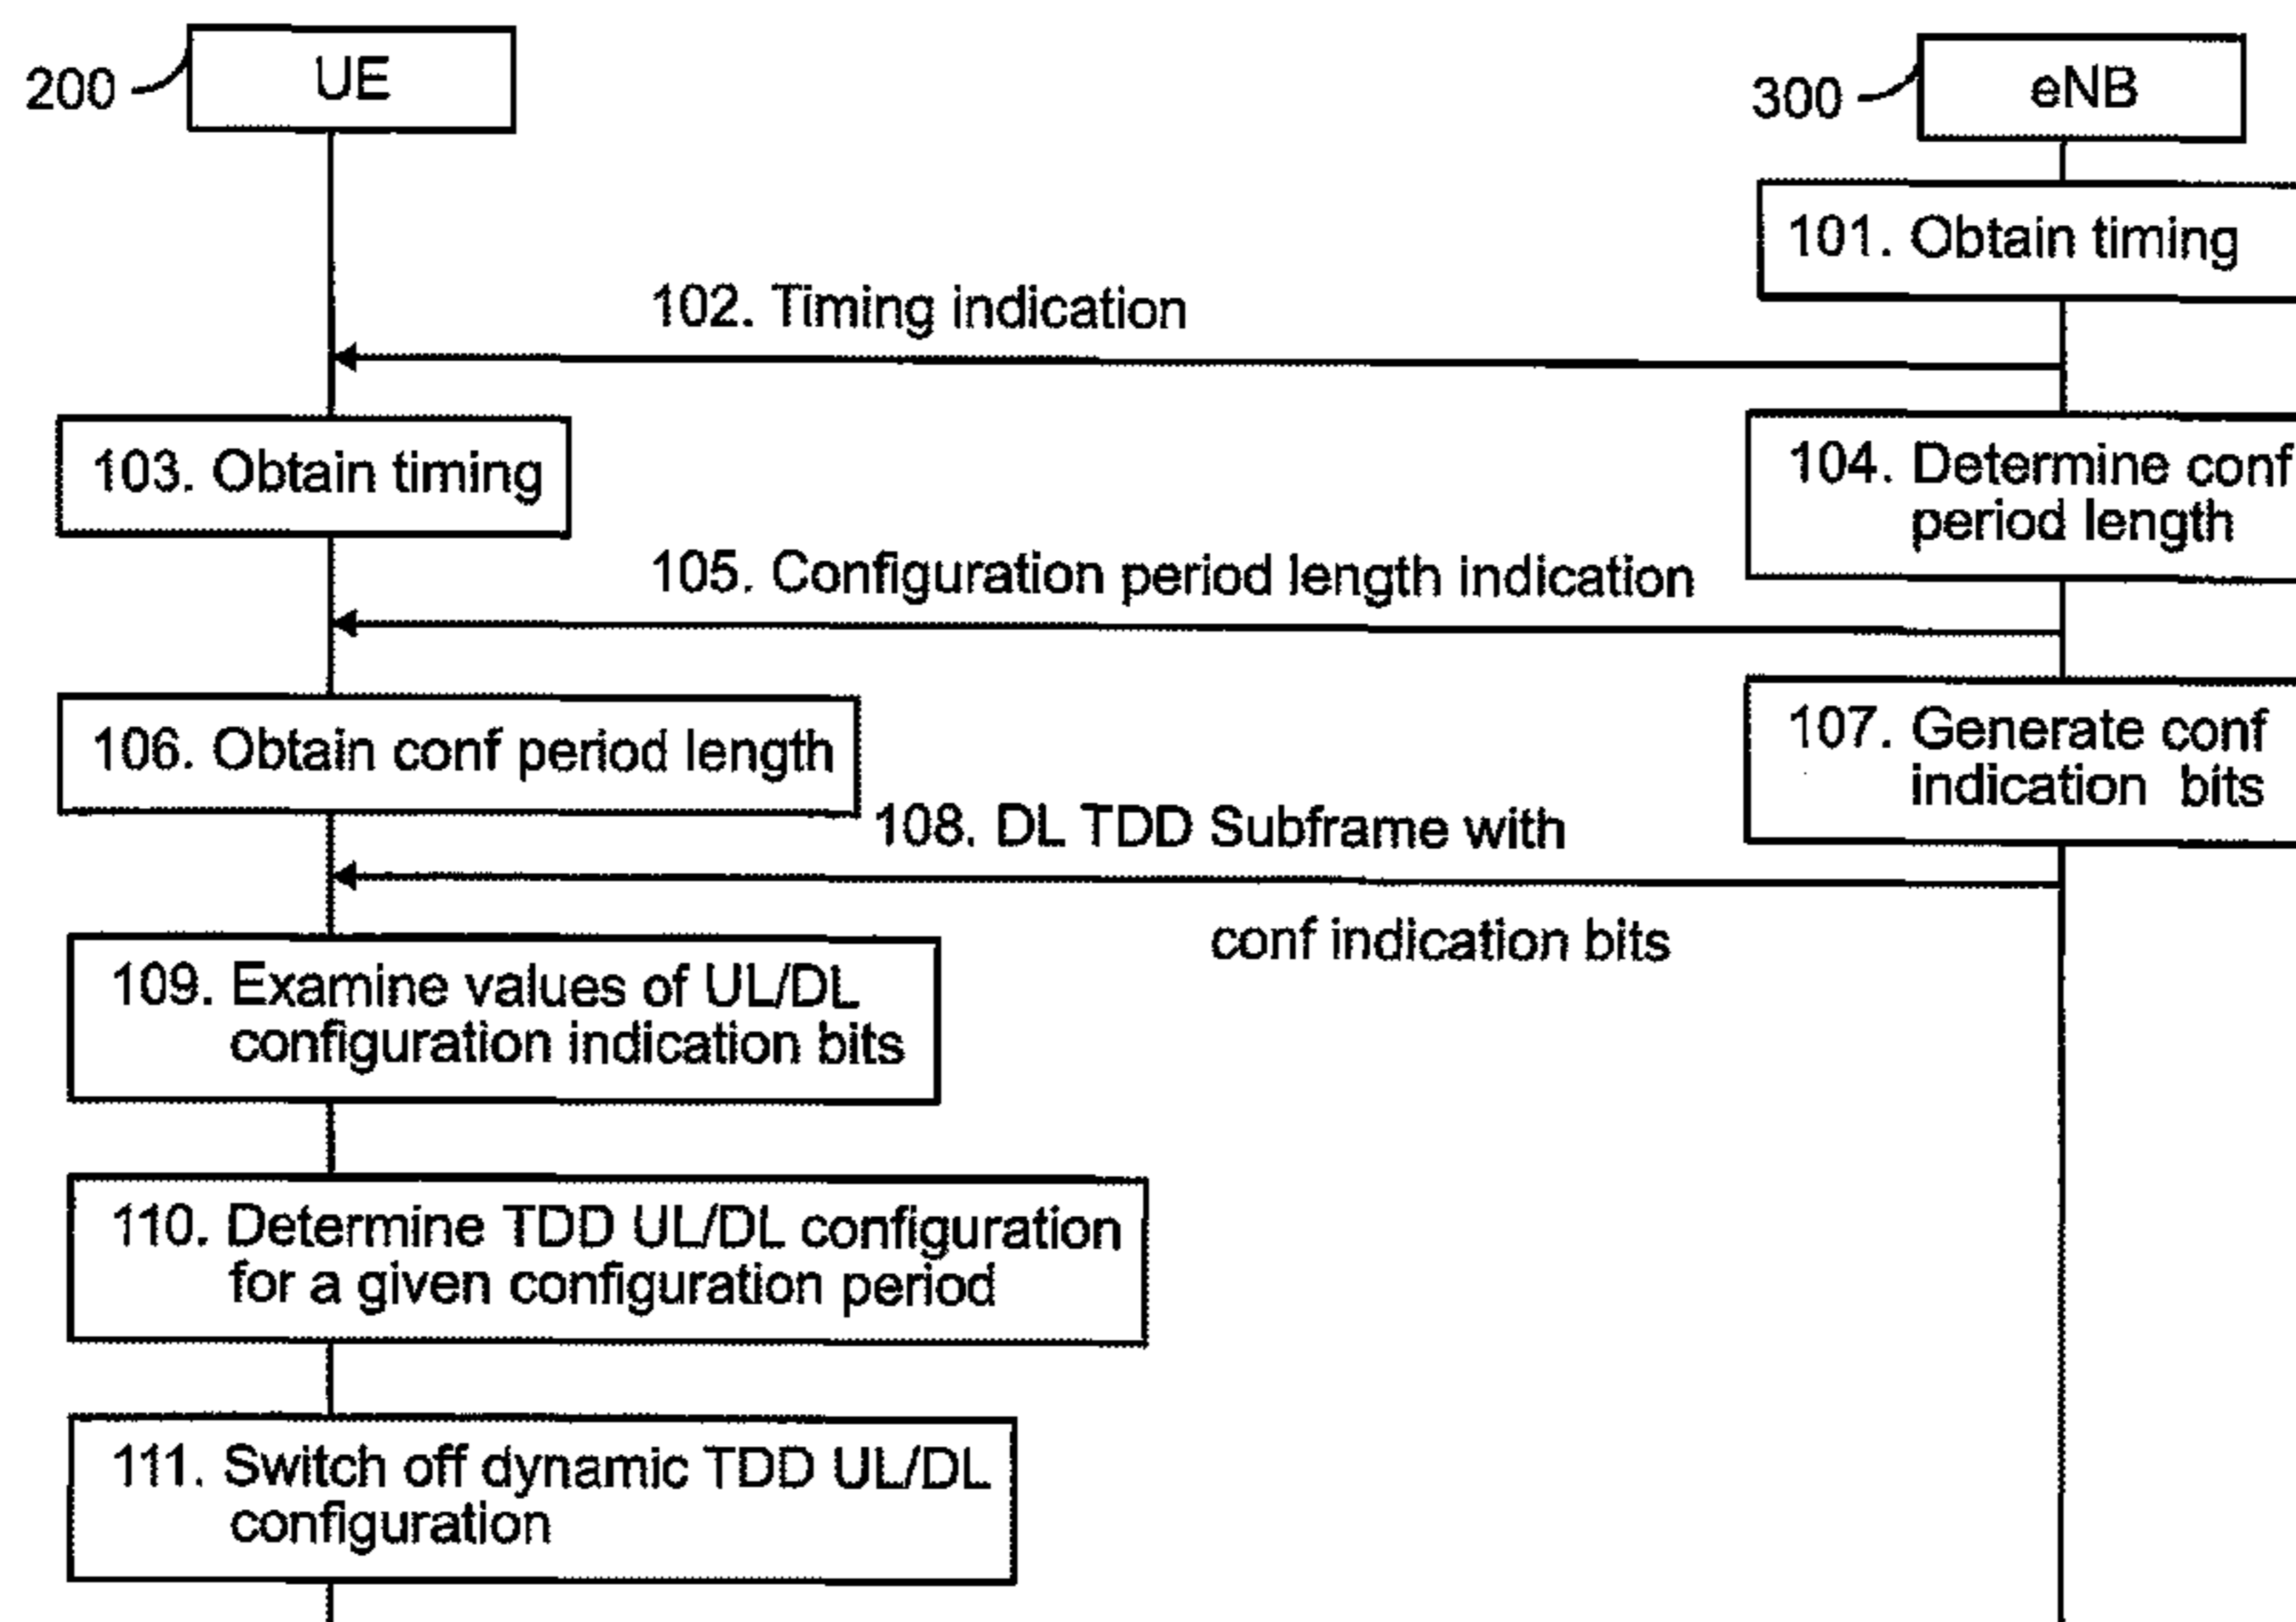 200
UE
300
eNB
101. Obtain timing
102. Timing indication
103. Obtain timing
104. Determine conf
period length
105. Configuration period length indication
106. Obtain conf period length
107. Generate conf
indication bits
108. DL TDD Subframe with
conf indication bits
109. Examine values of UL/DL
configuration indication bits
110. Determine TDD UL/DL configuration
for a given configuration period
111. Switch off dynamic TDD UL/DL
configuration